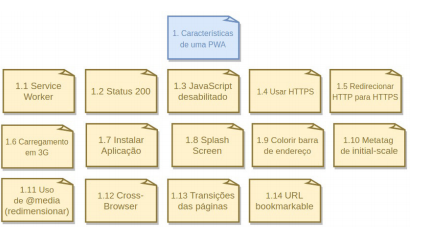 1. Características
de uma PWA
1.1 Service
Worker
1.2 Status 200
1.3 JavaScript
desabilitado
1.4 Usar HTTPS
1.5 Redirecionar
HTTP para HTTPS
1.6 Carregamento
em 3G
1.7 Instalar
Aplicação
1.8 Splash
Screen
1.9 Colorir barra
de endereço
1.10 Metatag
de initial-scale
1.11 Uso
de @media
(redimensionar)
1.12 Cross-
Browser
1.13 Transições
das páginas
1.14 URL
bookmarkable